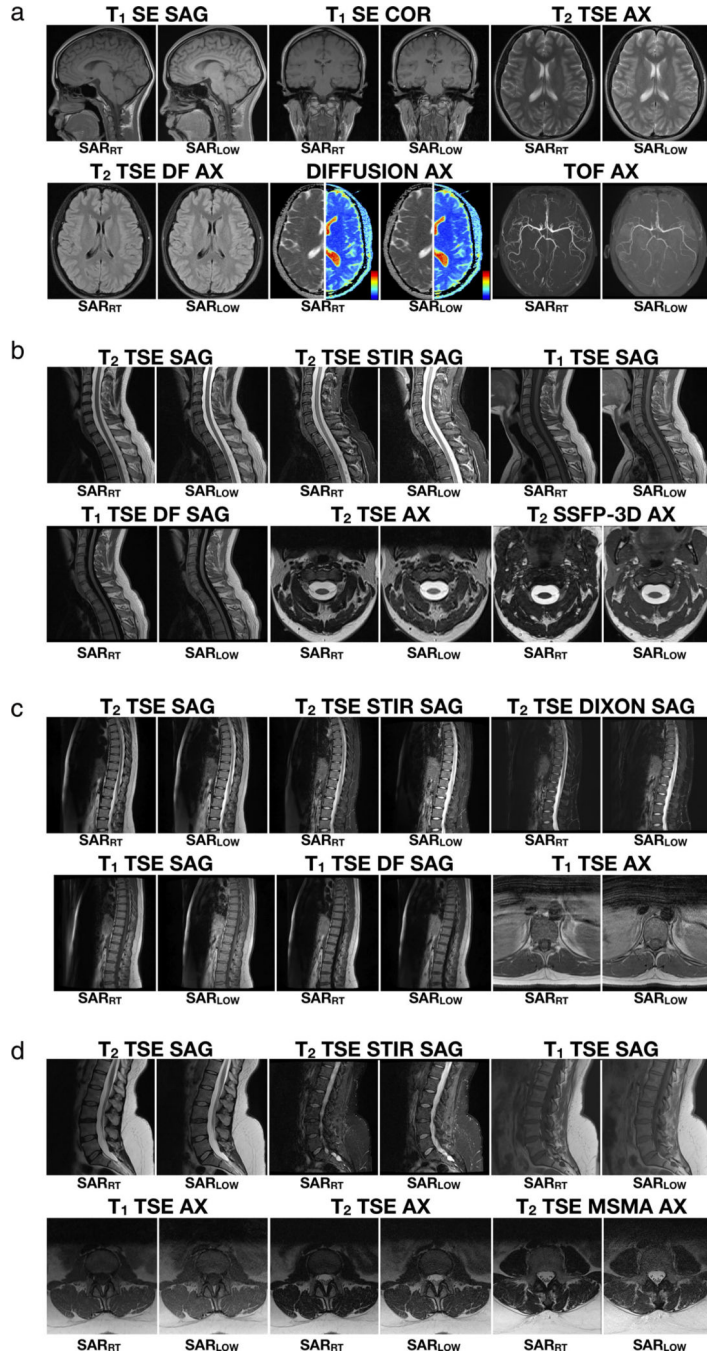 a
T₁ SE SAG T₁ SE COR T₂ TSE AX
SAR_RT SAR_LOW SAR_RT SAR_LOW SAR_RT SAR_LOW
T₂ TSE DF AX DIFFUSION AX TOF AX
SAR_RT SAR_LOW SAR_RT SAR_LOW SAR_RT SAR_LOW
b
T₂ TSE SAG T₂ TSE STIR SAG T₁ TSE SAG
SAR_RT SAR_LOW SAR_RT SAR_LOW SAR_RT SAR_LOW
T₁ TSE DF SAG T₂ TSE AX T₂ SSFP-3D AX
SAR_RT SAR_LOW SAR_RT SAR_LOW SAR_RT SAR_LOW
c
T₂ TSE SAG T₂ TSE STIR SAG T₂ TSE DIXON SAG
SAR_RT SAR_LOW SAR_RT SAR_LOW SAR_RT SAR_LOW
T₁ TSE SAG T₁ TSE DF SAG T₁ TSE AX
SAR_RT SAR_LOW SAR_RT SAR_LOW SAR_RT SAR_LOW
d
T₂ TSE SAG T₂ TSE STIR SAG T₁ TSE SAG
SAR_RT SAR_LOW SAR_RT SAR_LOW SAR_RT SAR_LOW
T₁ TSE AX T₂ TSE AX T₂ TSE MSMA AX
SAR_RT SAR_LOW SAR_RT SAR_LOW SAR_RT SAR_LOW